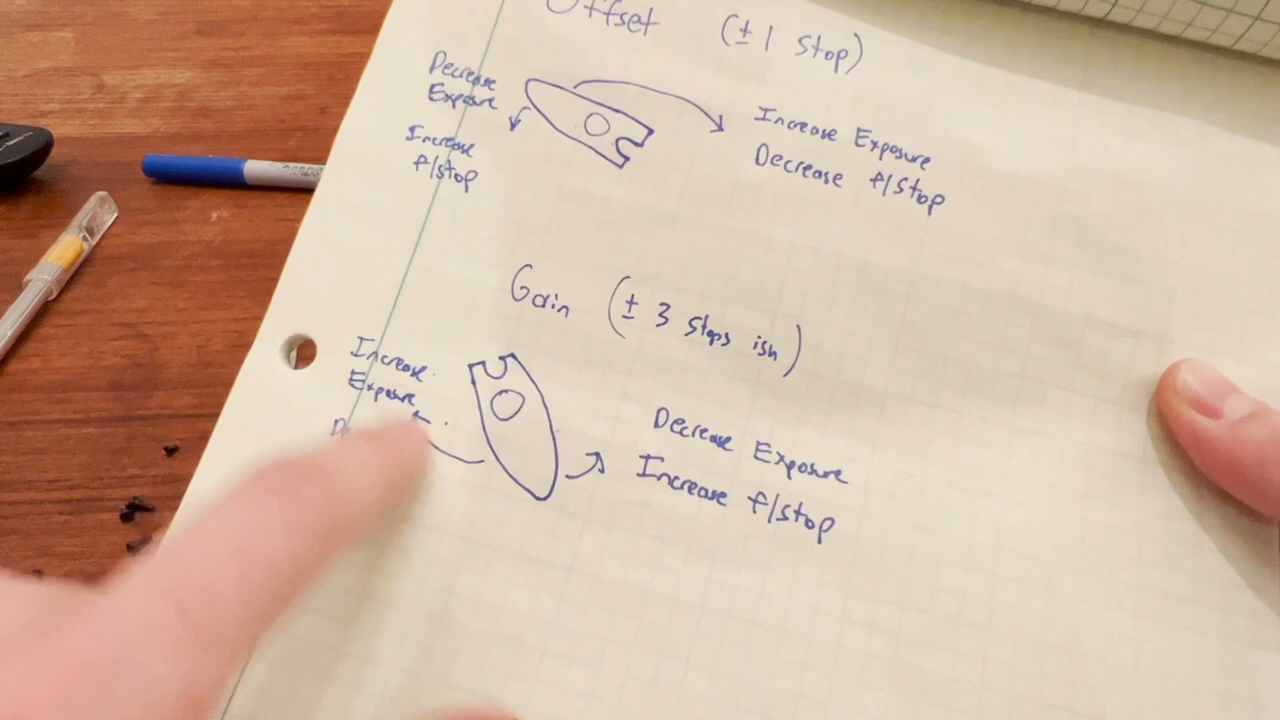 Offset (± 1 stop)
Decrease
Exposure
Increase
f/stop
Increase Exposure
Decrease f/stop
Gain (± 3 stops ish)
Increase
Exposure
Decrease Exposure
Increase f/stop